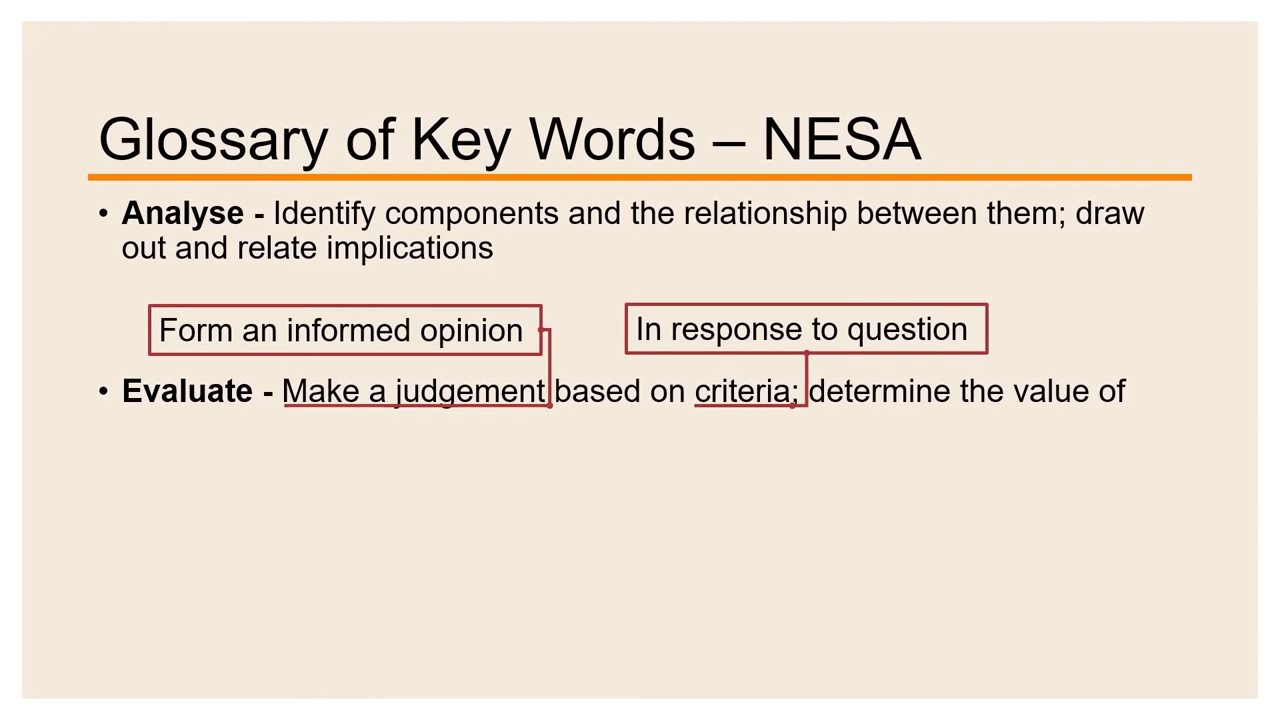 Glossary of Key Words – NESA
• Analyse - Identify components and the relationship between them; draw
out and relate implications
Form an informed opinion
In response to question
• Evaluate - Make a judgement based on criteria; determine the value of